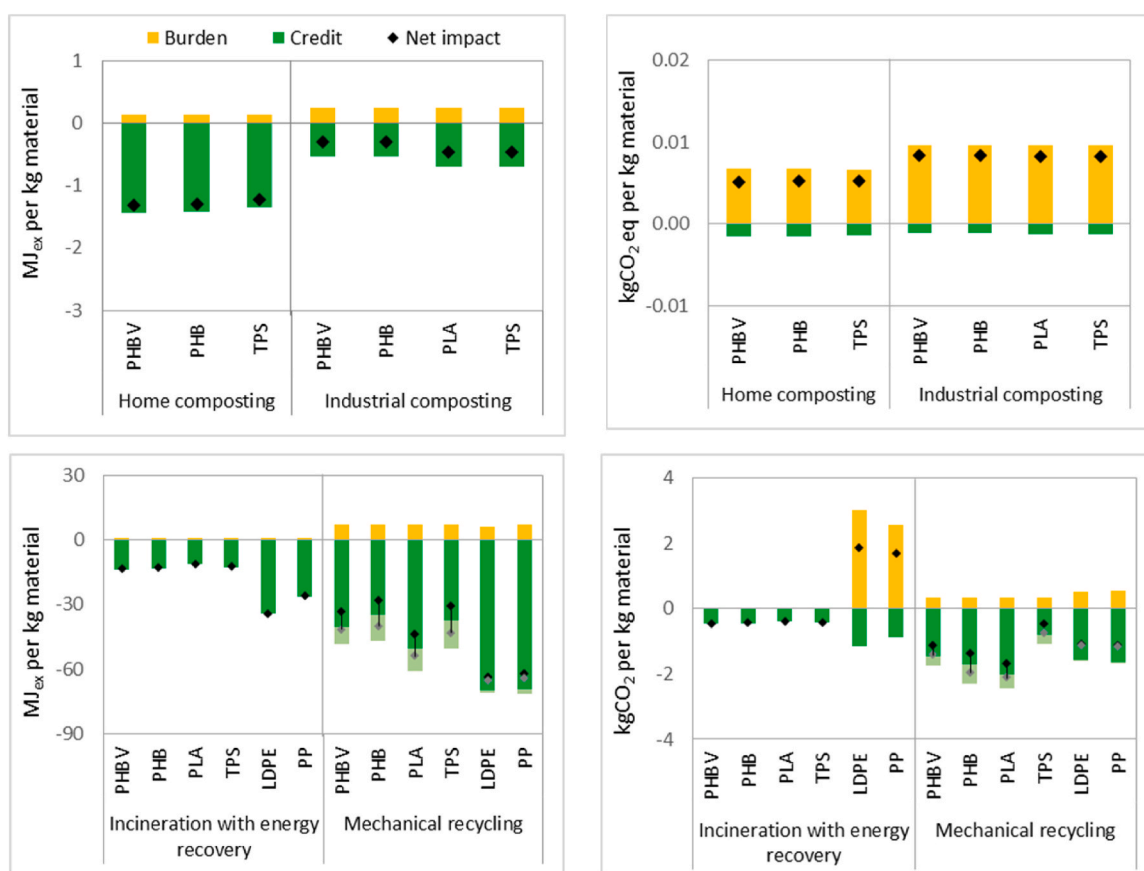 Burden Credit Net impact
MJex per kg material
1
0
-1
-2
-3
PHBV PHB TPS PHBV PHB PLA TPS
Home composting Industrial composting
kgCO2 eq per kg material
0.02
0.01
0.00
-0.01
PHBV PHB TPS PHBV PHB PLA TPS
Home composting Industrial composting
MJex per kg material
30
0
-30
-60
-90
PHBV PHB PLA TPS LDPE PP PHBV PHB PLA TPS LDPE PP
Incineration with energy recovery Mechanical recycling
kgCO2 per kg material
4
2
0
-2
-4
PHBV PHB PLA TPS LDPE PP PHBV PHB PLA TPS LDPE PP
Incineration with energy recovery Mechanical recycling